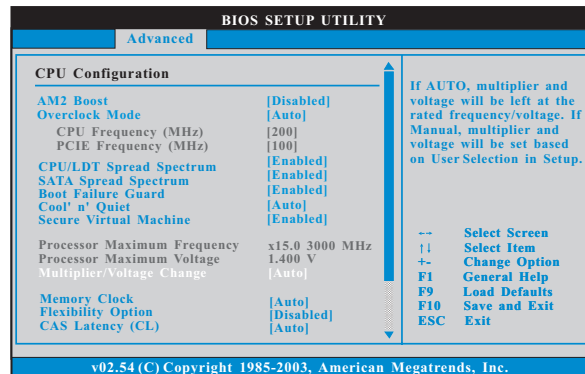 BIOS SETUP UTILITY
Advanced
CPU Configuration
AM2 Boost [Disabled]
Overclock Mode [Auto]
CPU Frequency (MHz) [200]
PCIE Frequency (MHz) [100]
CPU/LDT Spread Spectrum [Enabled]
SATA Spread Spectrum [Enabled]
Boot Failure Guard [Enabled]
Cool' n' Quiet [Auto]
Secure Virtual Machine [Enabled]
Processor Maximum Frequency x15.0 3000 MHz
Processor Maximum Voltage 1.400 V
Multiplier/Voltage Change [Auto]
Memory Clock [Auto]
Flexibility Option [Disabled]
CAS Latency (CL) [Auto]
If AUTO, multiplier and
voltage will be left at the
rated frequency/voltage. If
Manual, multiplier and
voltage will be set based
on User Selection in Setup.
←→ Select Screen
↑↓ Select Item
+- Change Option
F1 General Help
F9 Load Defaults
F10 Save and Exit
ESC Exit
v02.54 (C) Copyright 1985-2003, American Megatrends, Inc.